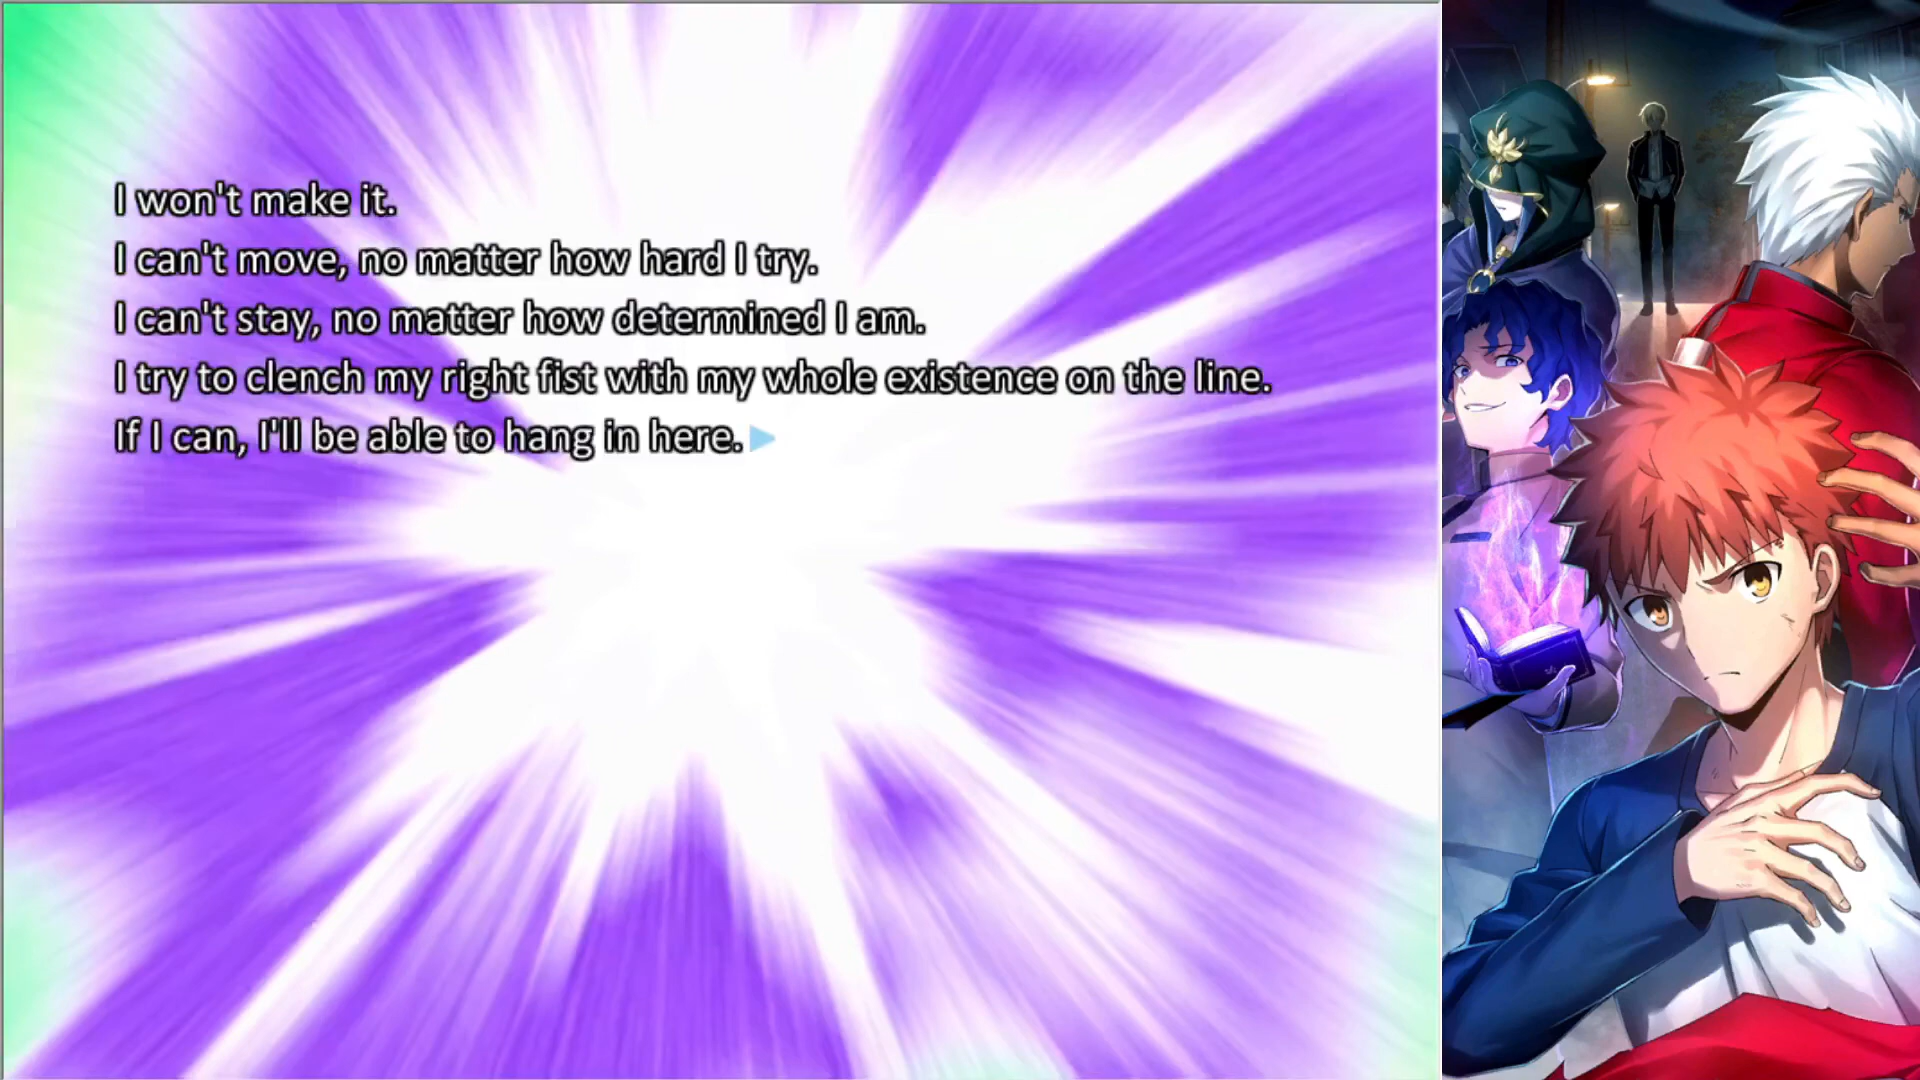 I won't make it.
I can't move, no matter how hard I try.
I can't stay, no matter how determined I am.
I try to clench my right fist with my whole existence on the line.
If I can, I'll be able to hang in here.